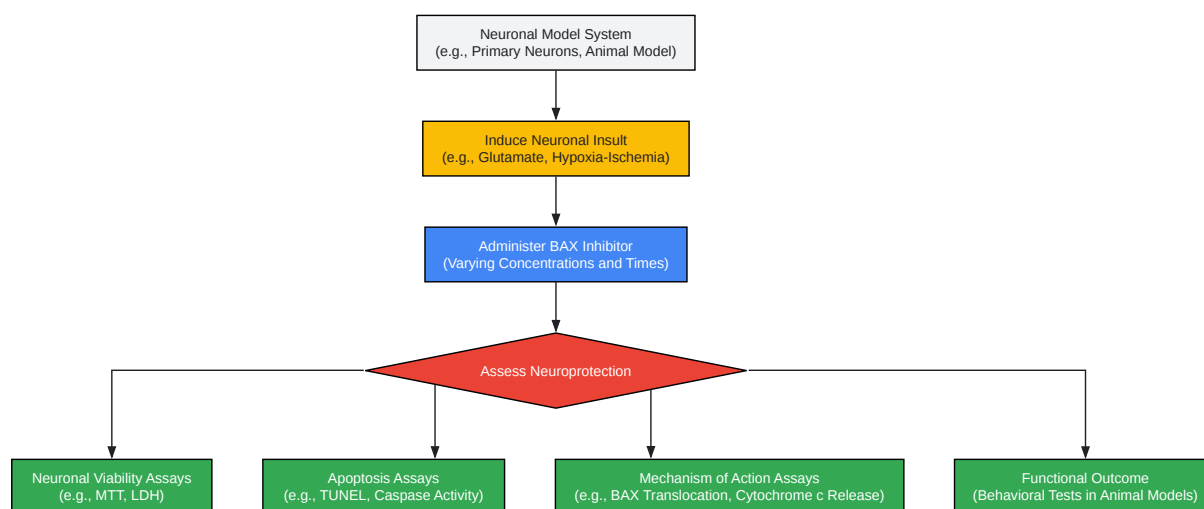 Neuronal Model System
(e.g., Primary Neurons, Animal Model)
Induce Neuronal Insult
(e.g., Glutamate, Hypoxia-Ischemia)
Administer BAX Inhibitor
(Varying Concentrations and Times)
Assess Neuroprotection
Neuronal Viability Assays
(e.g., MTT, LDH)
Apoptosis Assays
(e.g., TUNEL, Caspase Activity)
Mechanism of Action Assays
(e.g., BAX Translocation, Cytochrome c Release)
Functional Outcome
(Behavioral Tests in Animal Models)